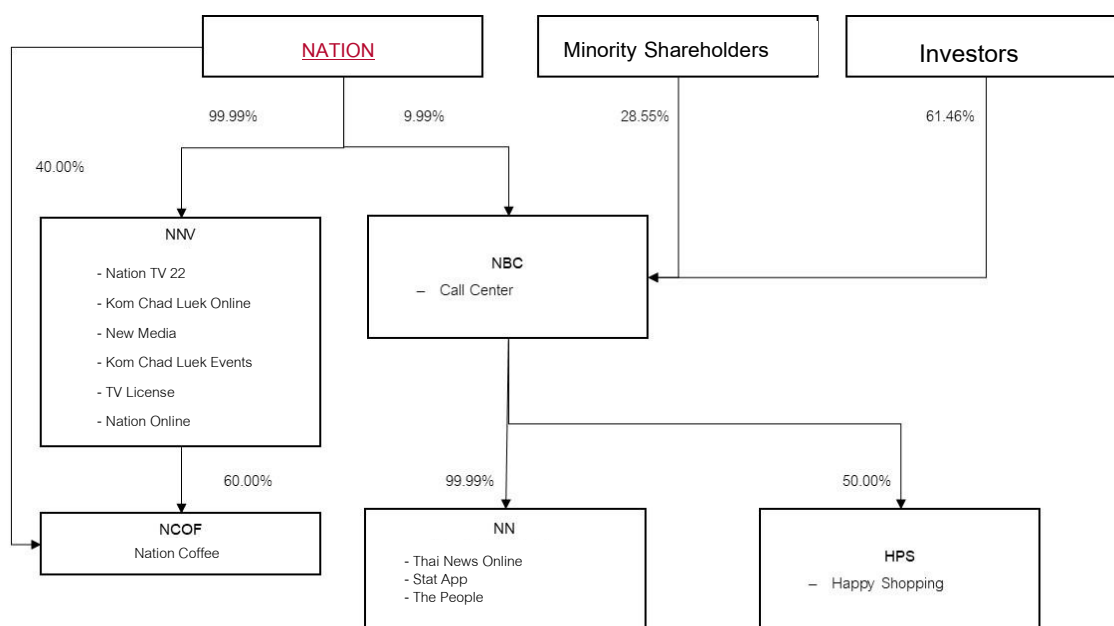 NATION
Minority Shareholders
Investors
99.99%
9.99%
28.55%
61.46%
40.00%
NNV
- Nation TV 22
- Kom Chad Luek Online
- New Media
- Kom Chad Luek Events
- TV License
- Nation Online
NBC
– Call Center
60.00%
99.99%
50.00%
NCOF
Nation Coffee
NN
- Thai News Online
- Stat App
- The People
HPS
– Happy Shopping